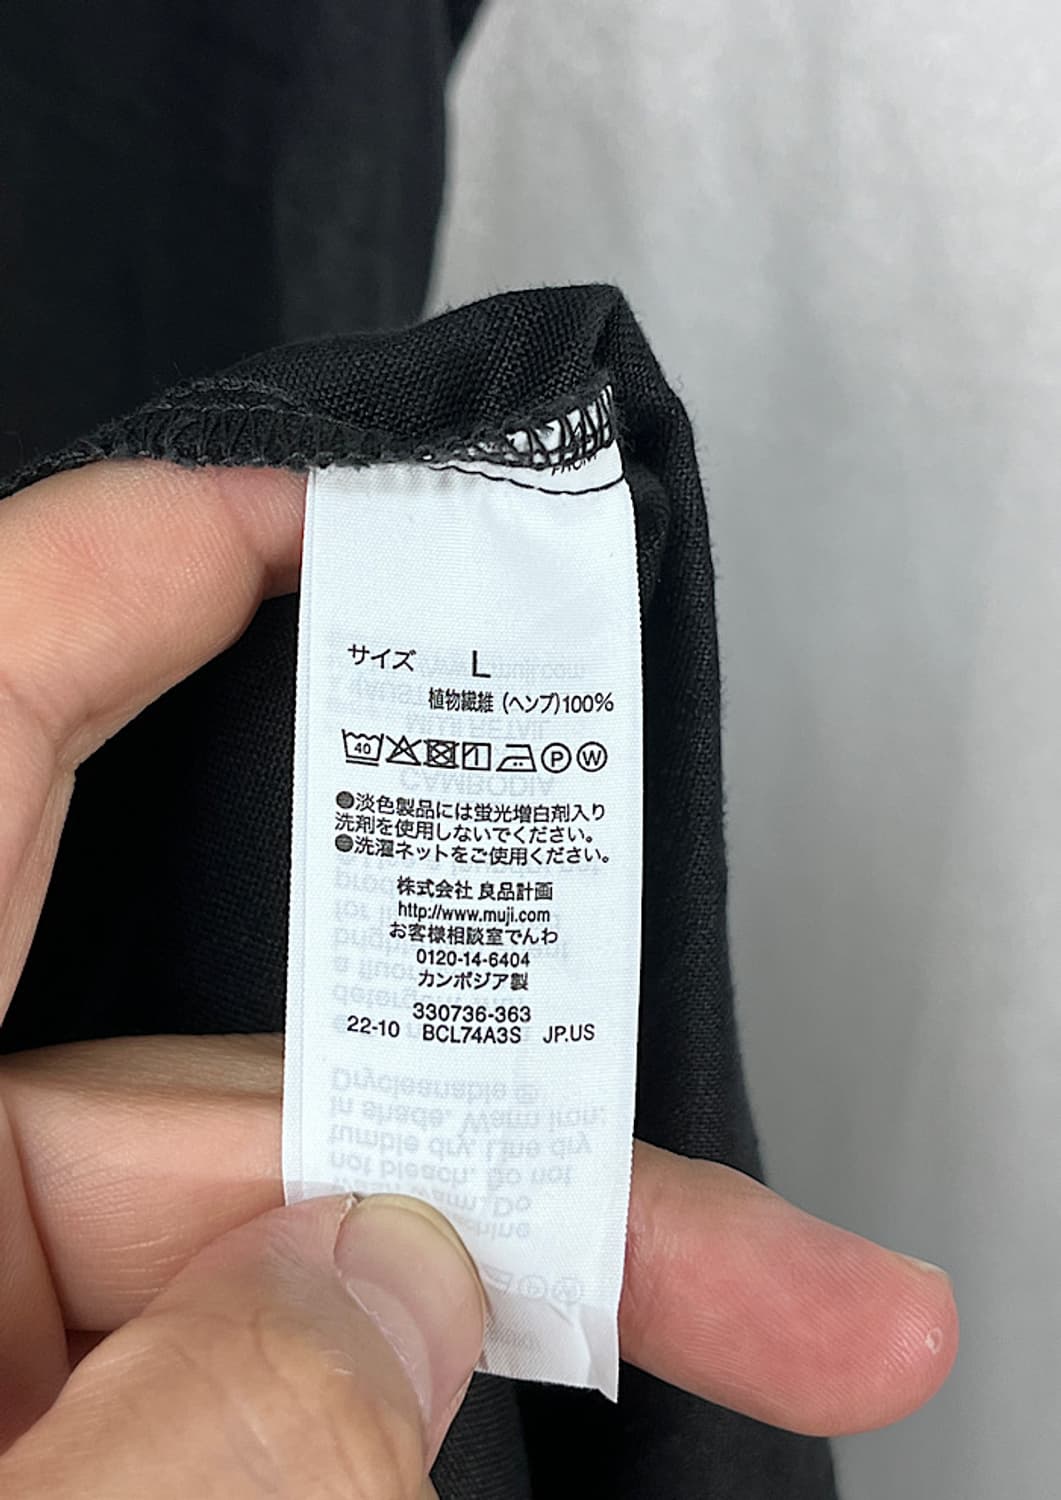 サイズ L
植物繊維 (ヘンプ)100%
40 P W
●淡色製品には蛍光増白剤入り
洗剤を使用しないでください。
●洗濯ネットをご使用ください。
株式会社 良品計画
http://www.muji.com
お客様相談室でんわ
0120-14-6404
カンボジア製
330736-363
22-10 BCL74A3S JP.US